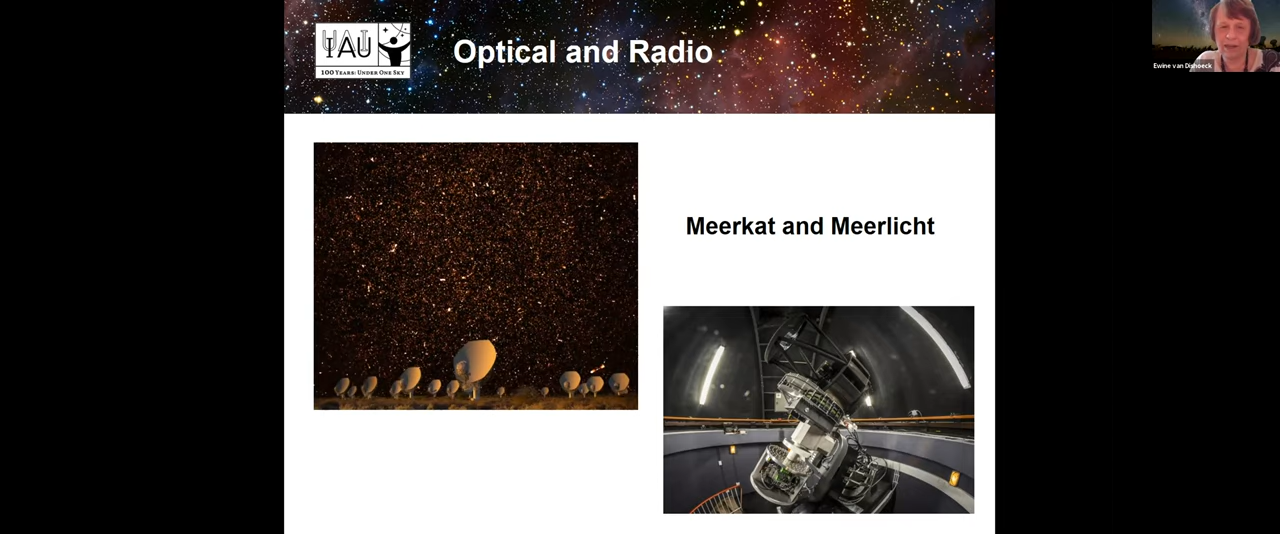 IAU
100 Years: Under One Sky
Optical and Radio
Meerkat and Meerlicht
Ewine van Dishoeck